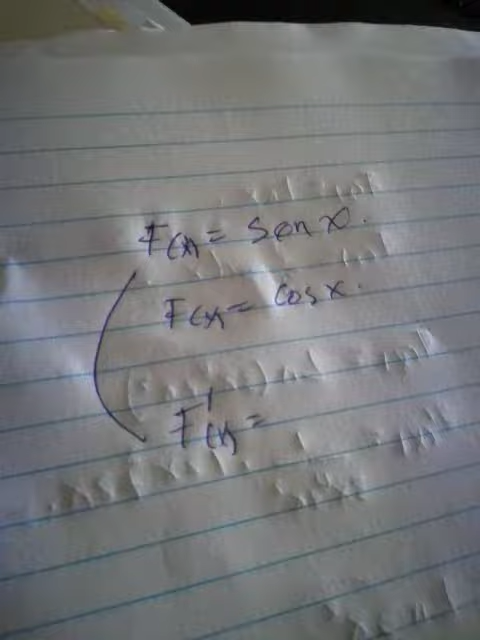 F(x) = Sen x.
F(x) = Cos x.
F'(x) =